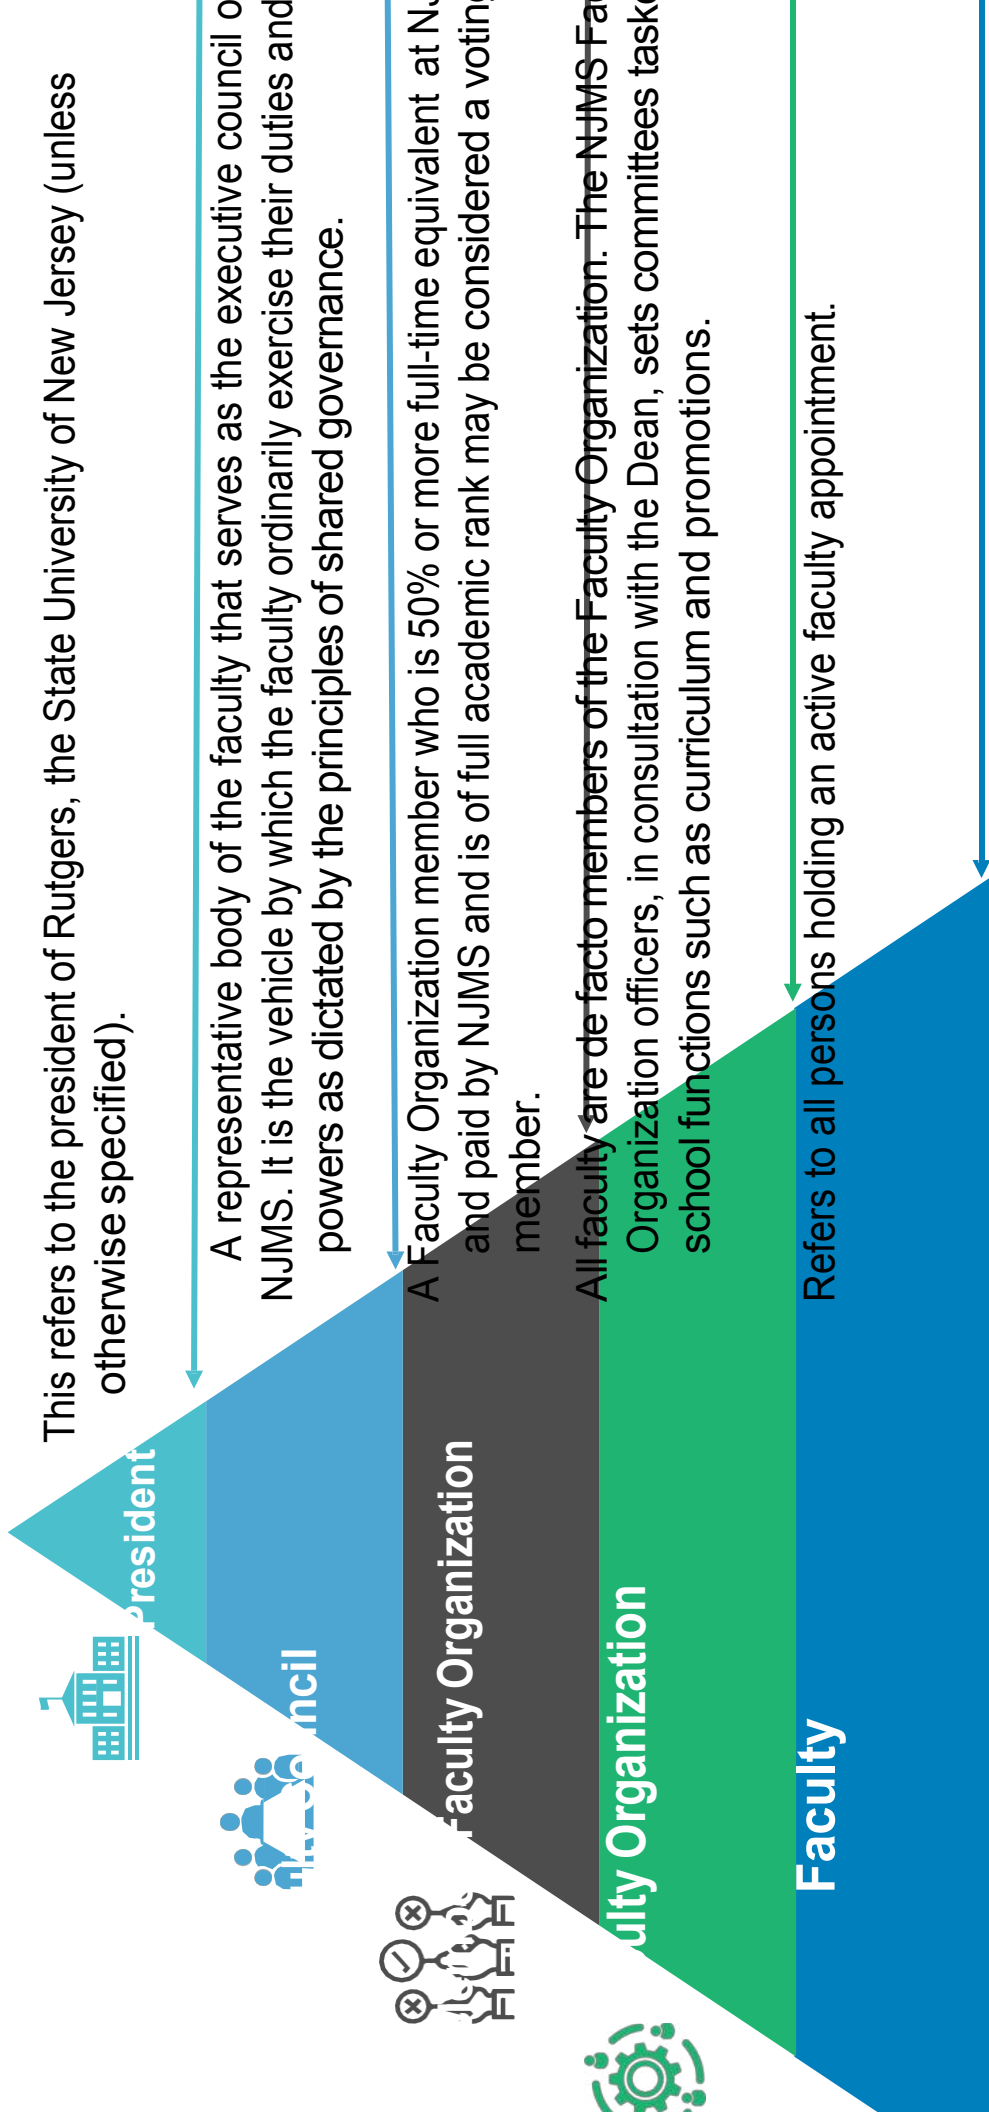 President
This refers to the president of Rutgers, the State University of New Jersey (unless
otherwise specified).
A representative body of the faculty that serves as the executive council
NJMS. It is the vehicle by which the faculty ordinarily exercise their duties and
powers as dictated by the principles of shared governance.
Faculty Organization
A Faculty Organization member who is 50% or more full-time equivalent at
and paid by NJMS and is of full academic rank may be considered a voting
member.
Organization
All faculty are de facto members of the Faculty Organization. The NJMS
Organization officers, in consultation with the Dean, sets committees
school functions such as curriculum and promotions.
Faculty
Refers to all persons holding an active faculty appointment.